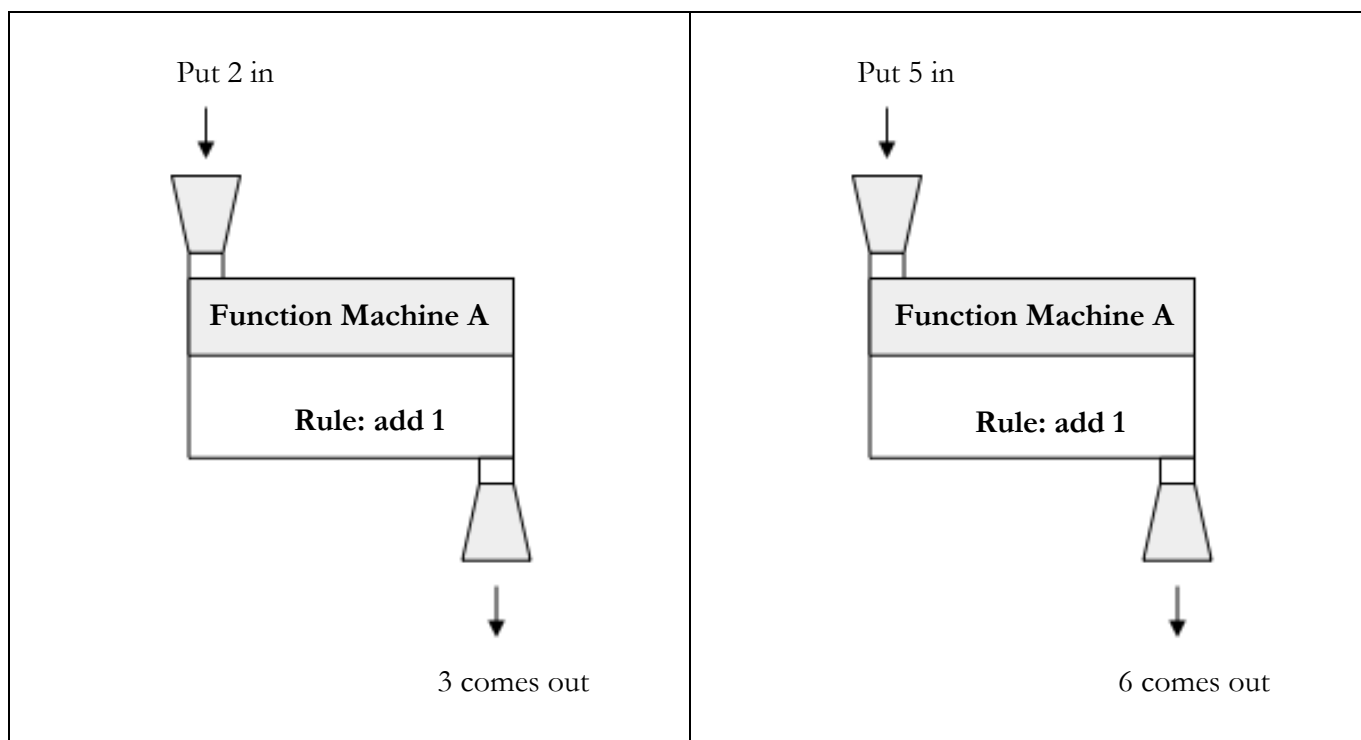 Put 2 in
Function Machine A
Rule: add 1
3 comes out
Put 5 in
Function Machine A
Rule: add 1
6 comes out